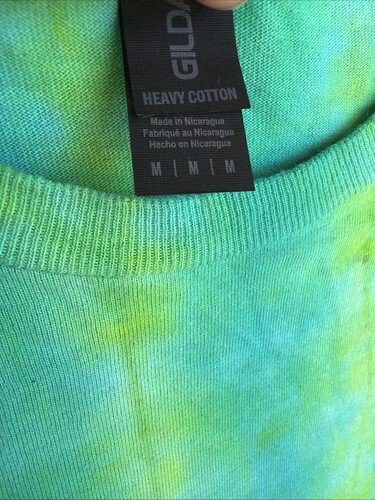 GILDA
HEAVY COTTON
Made in Nicaragua
Fabriqué au Nicaragua
Hecho en Nicaragua
M | M | M